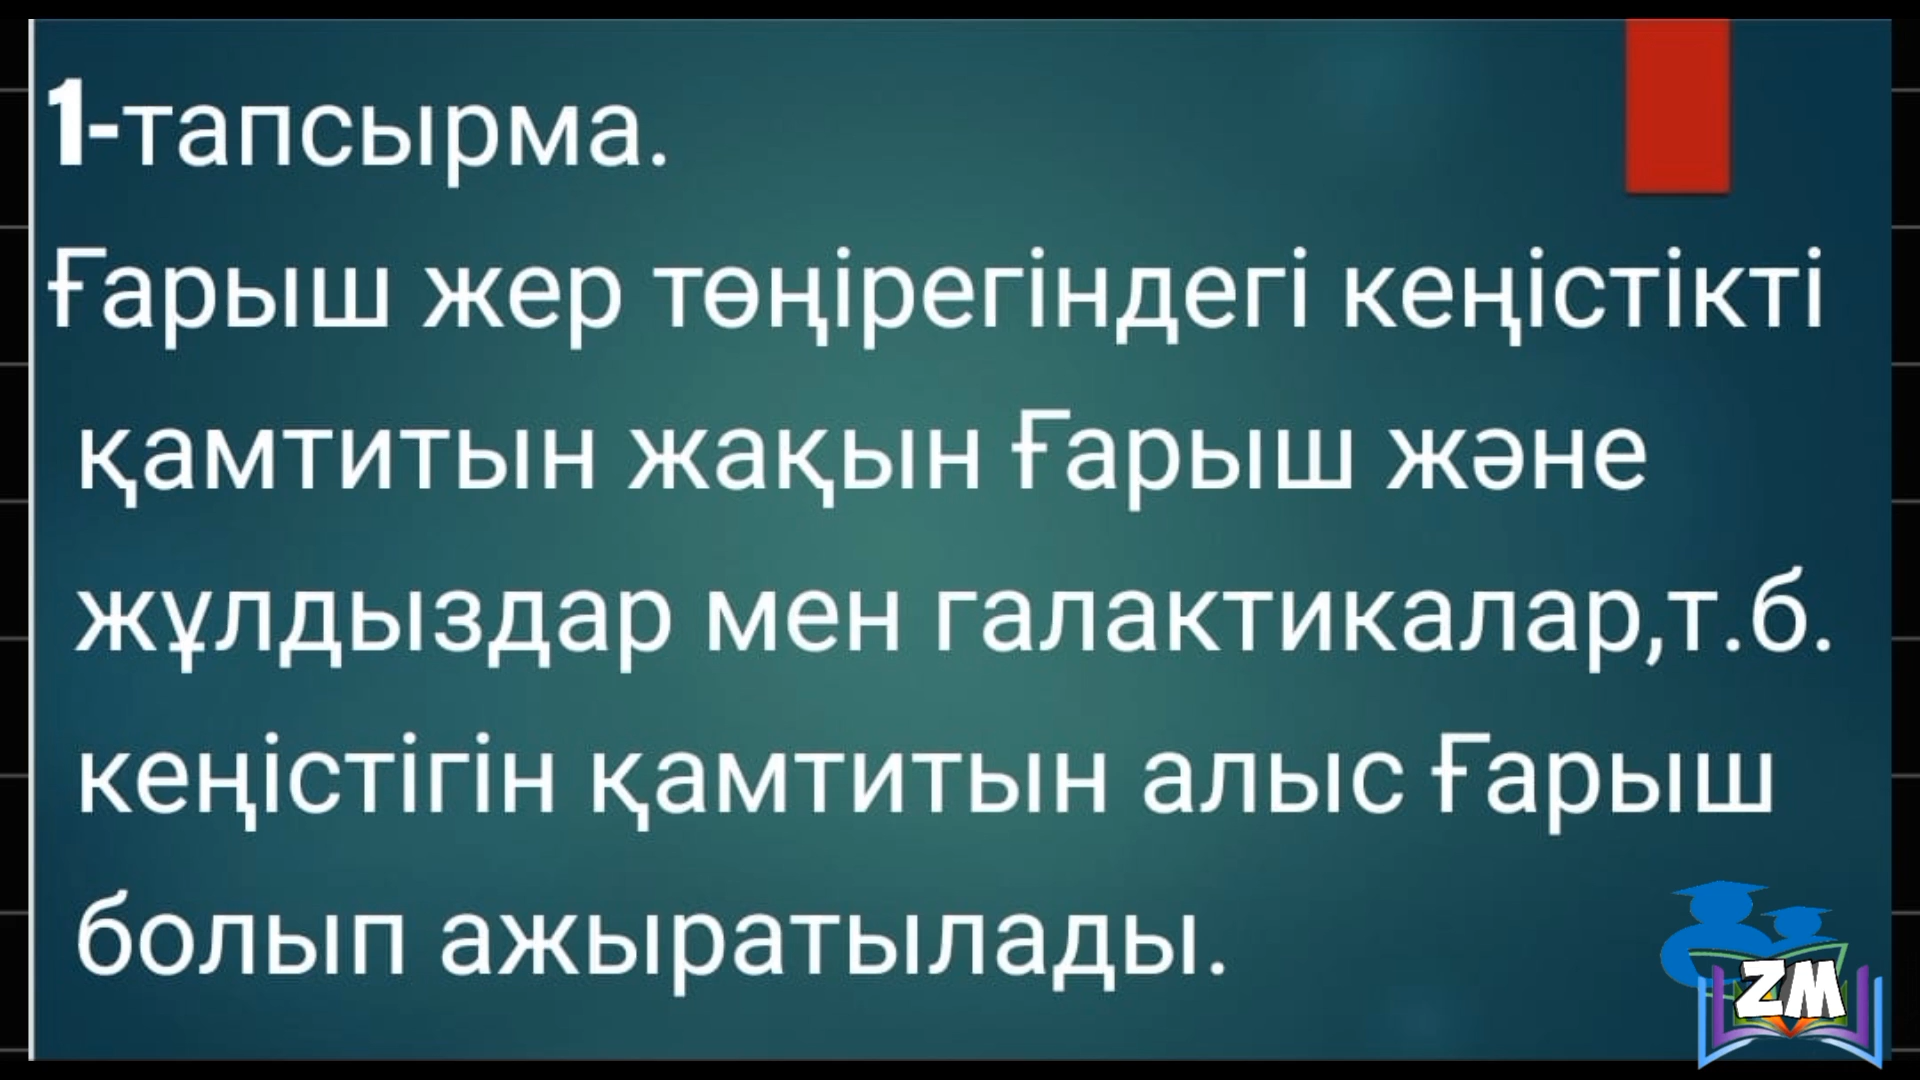 1-тапсырма.
Ғарыш жер төңірегіндегі кеңістікті
қамтитын жақын Ғарыш және
жұлдыздар мен галактикалар,т.б.
кеңістігін қамтитын алыс Ғарыш
болып ажыратылады.
ZM